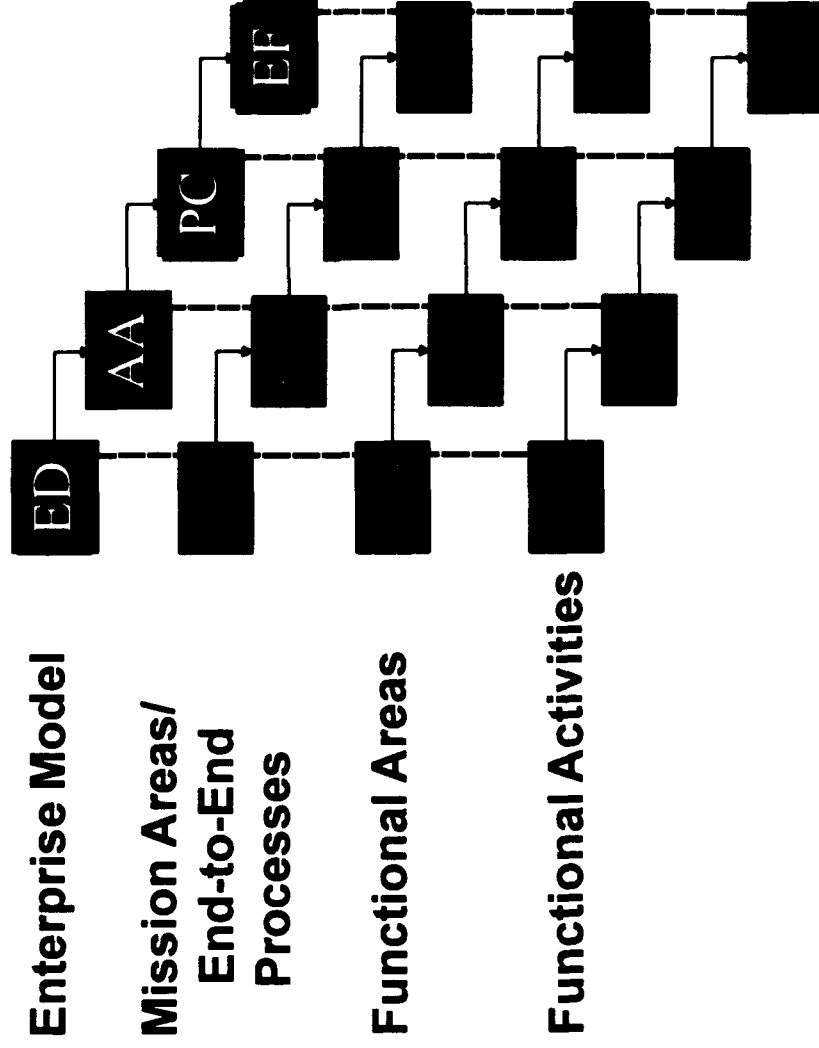 Enterprise Model
Mission Areas/
End-to-End
Processes
Functional Areas
Functional Activities
ED
AA
PC
EF